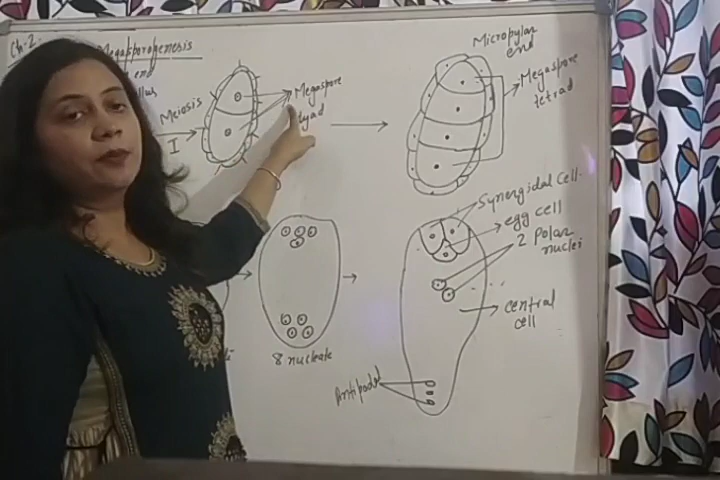 Ch-2
Megasporogenesis
end
Meiosis
I
Megaspore
dyad
Micropylar
end
Megaspore
tetrad
Synergidal cell.
egg cell
2 Polar
nuclei
central
cell
8 nucleate
Antipodal